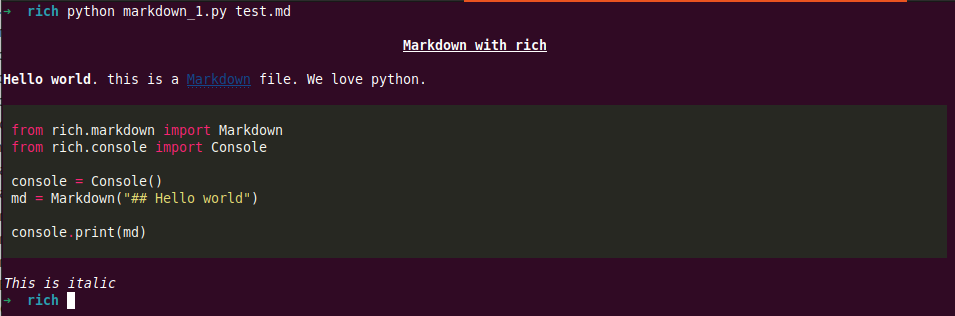 ➜ rich python markdown_1.py test.md
Markdown with rich
Hello world. this is a Markdown file. We love python.
from rich.markdown import Markdown
from rich.console import Console
console = Console()
md = Markdown("## Hello world")
console.print(md)
This is italic
➜ rich